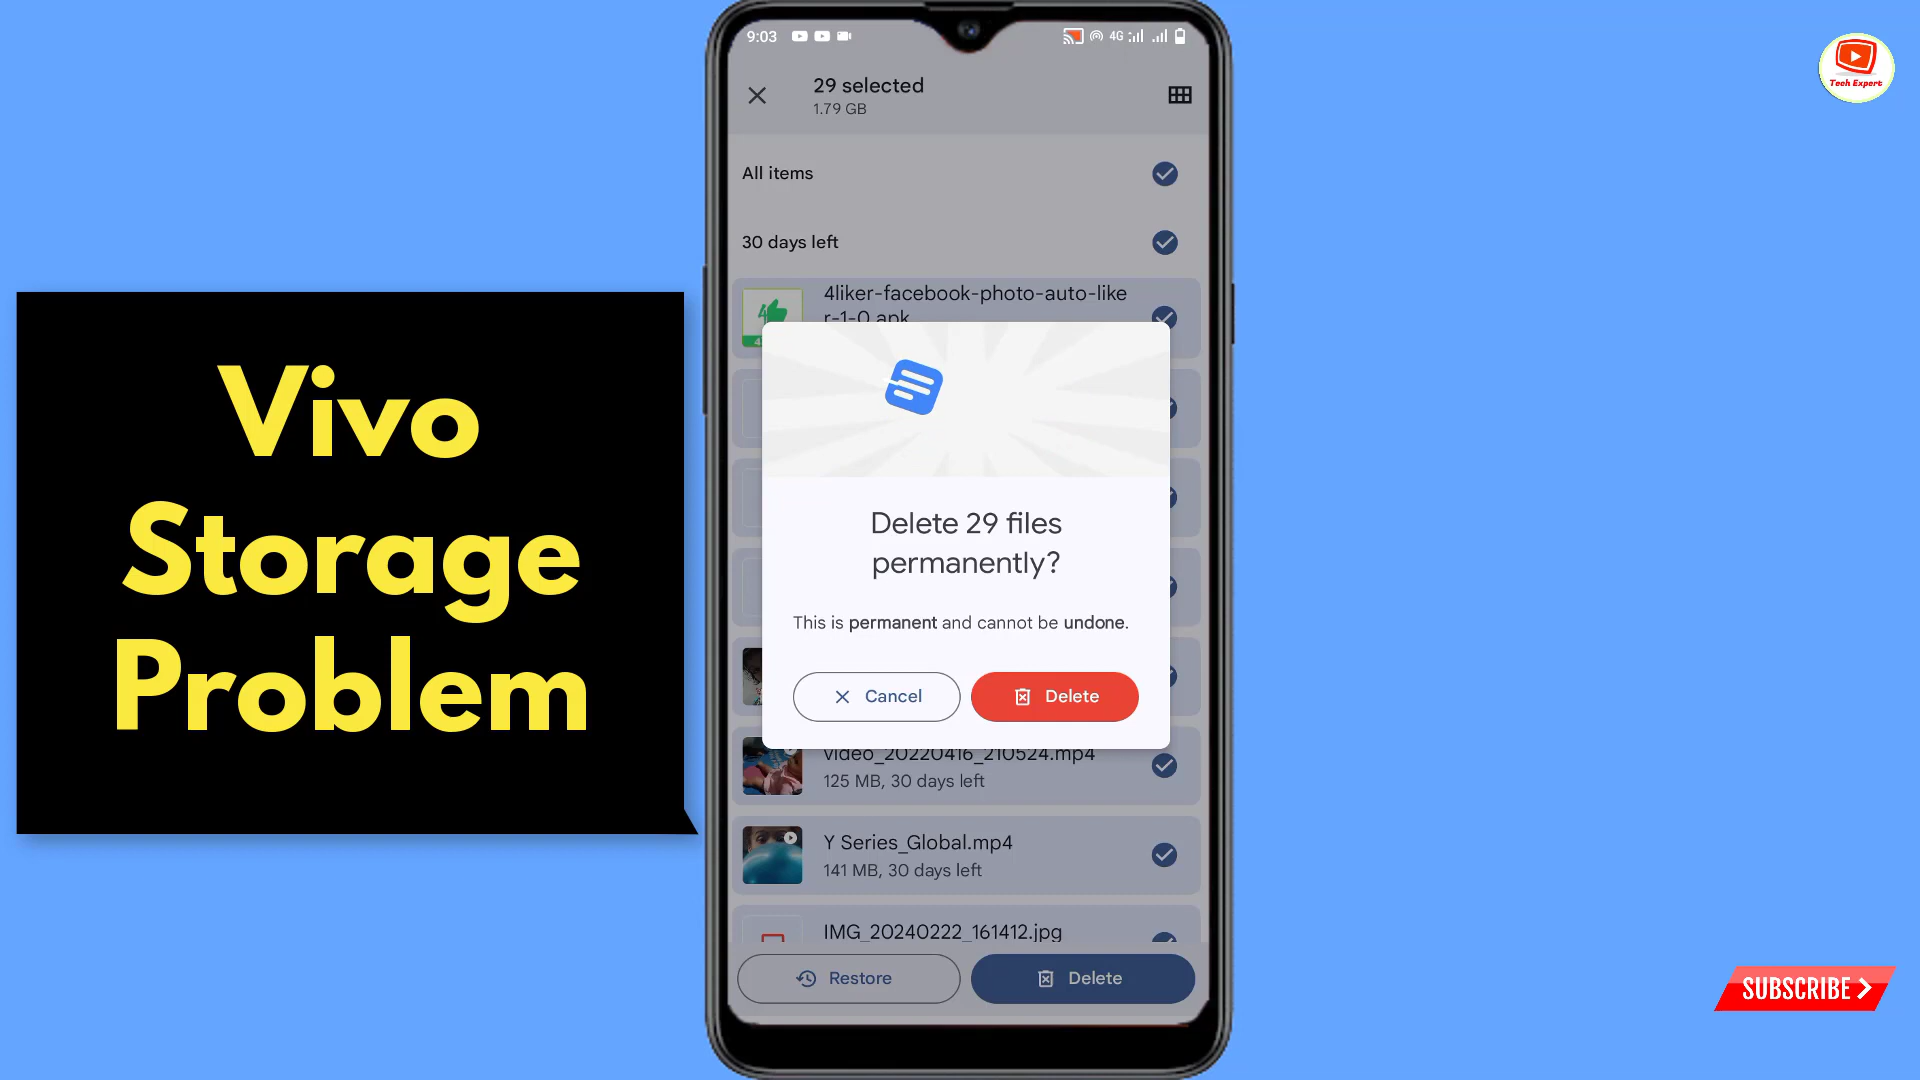 9:03
4G
29 selected
1.79 GB
Tech Expert
All items
30 days left
4liker-facebook-photo-auto-like
r-1-0.apk
Vivo
Storage
Problem
Delete 29 files
permanently?
This is permanent and cannot be undone.
Cancel
Delete
video_20220416_210524.mp4
125 MB, 30 days left
Y Series_Global.mp4
141 MB, 30 days left
IMG_20240222_161412.jpg
Restore
Delete
SUBSCRIBE